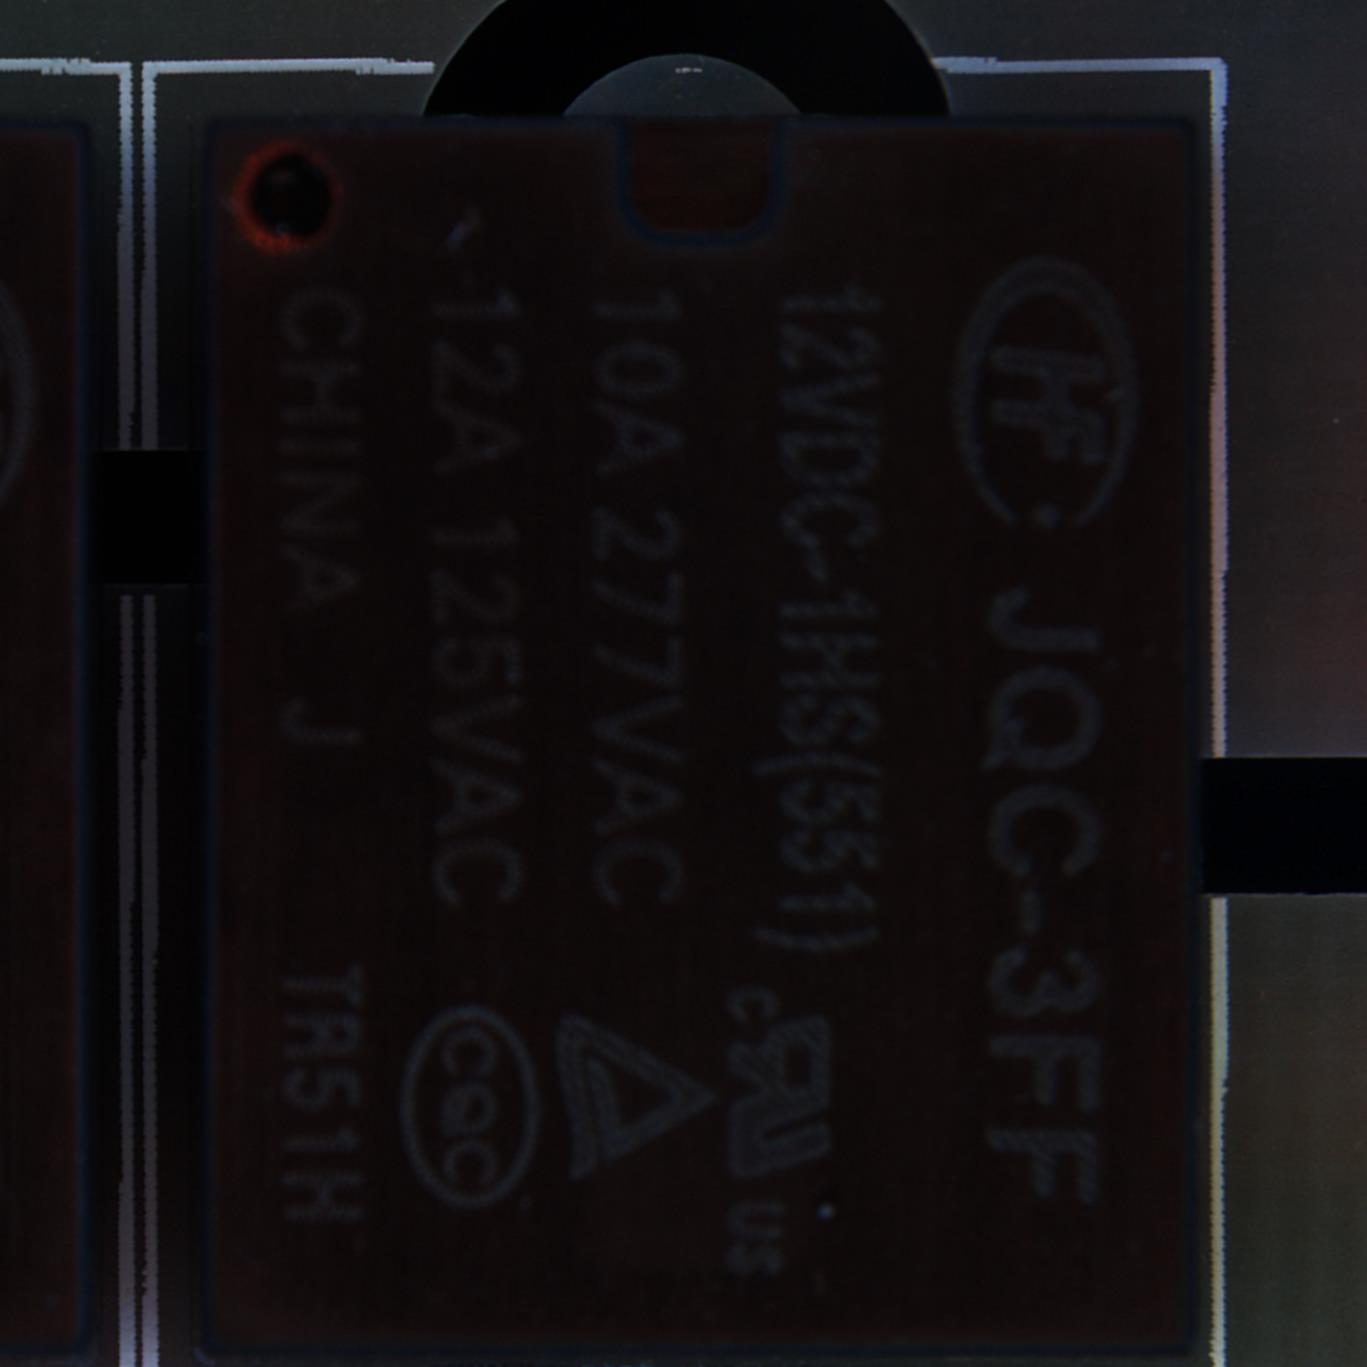 HF JQC-3FF
12VDC-1HS(551)
10A 277VAC
12A 125VAC
CHINA J TA51H
c US
CQC